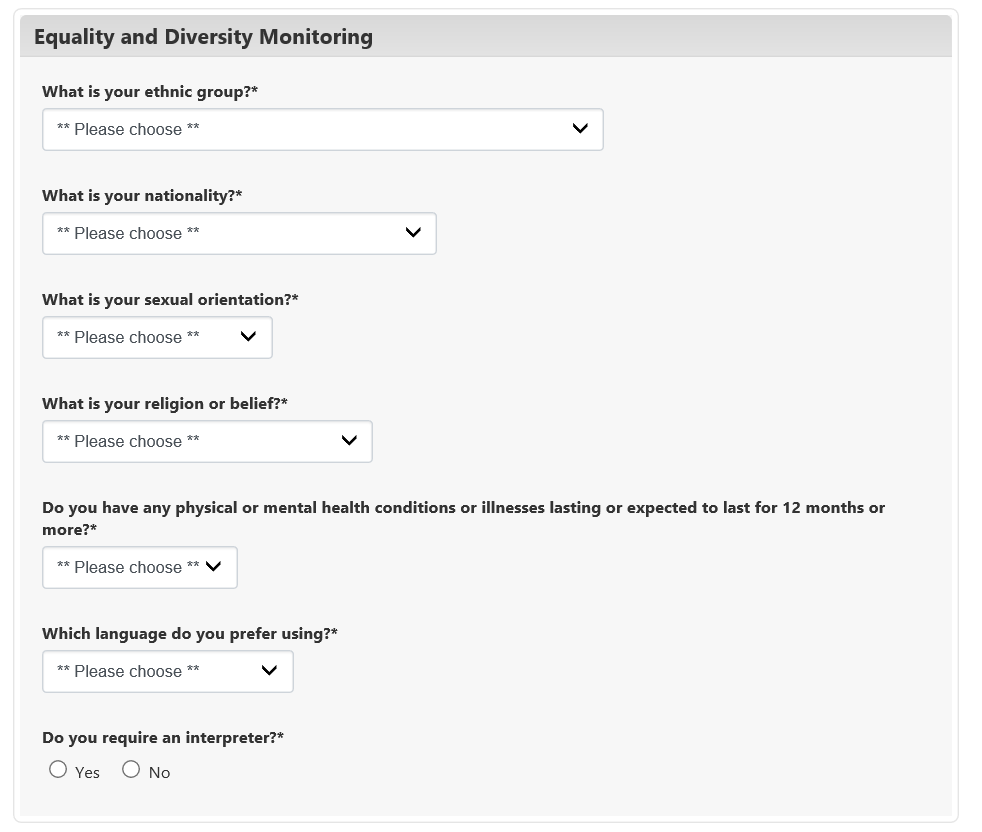 Equality and Diversity Monitoring
What is your ethnic group?*
** Please choose **
What is your nationality?*
** Please choose **
What is your sexual orientation?*
** Please choose **
What is your religion or belief?*
** Please choose **
Do you have any physical or mental health conditions or illnesses lasting or expected to last for 12 months or
more?*
** Please choose **
Which language do you prefer using?*
** Please choose **
Do you require an interpreter?*
Yes No